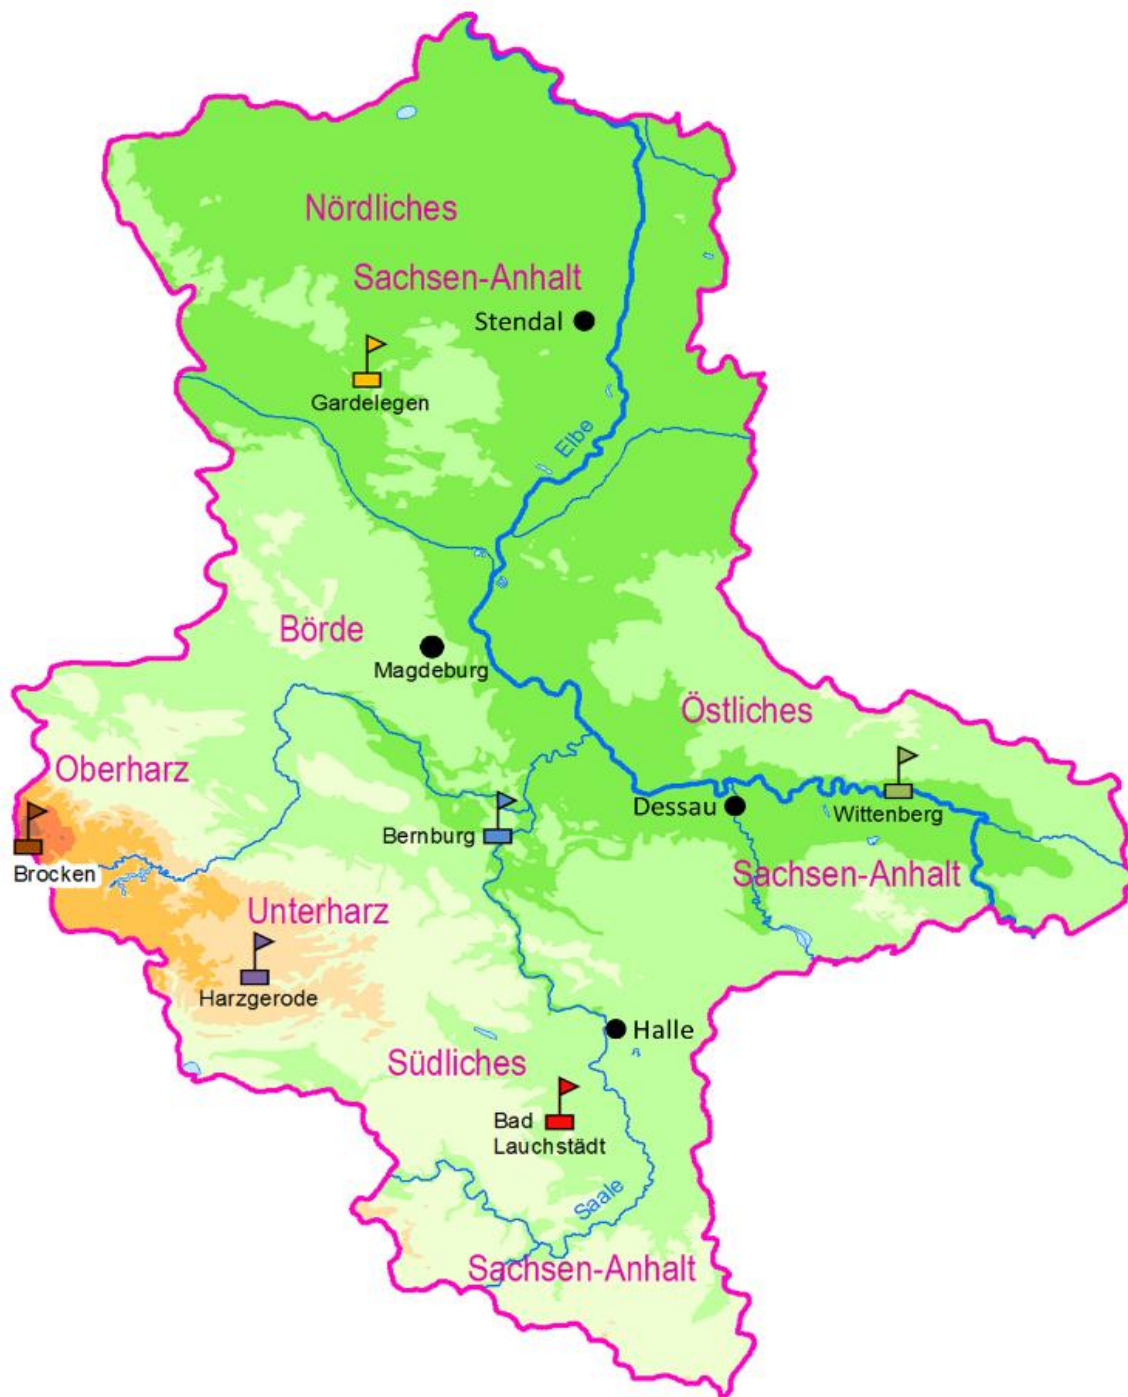 Nördliches
Sachsen-Anhalt
Stendal
Gardelegen
Elbe
Börde
Magdeburg
Östliches
Oberharz
Dessau
Wittenberg
Bernburg
Brocken
Sachsen-Anhalt
Unterharz
Harzgerode
Halle
Südliches
Bad
Lauchstädt
Saale
Sachsen-Anhalt